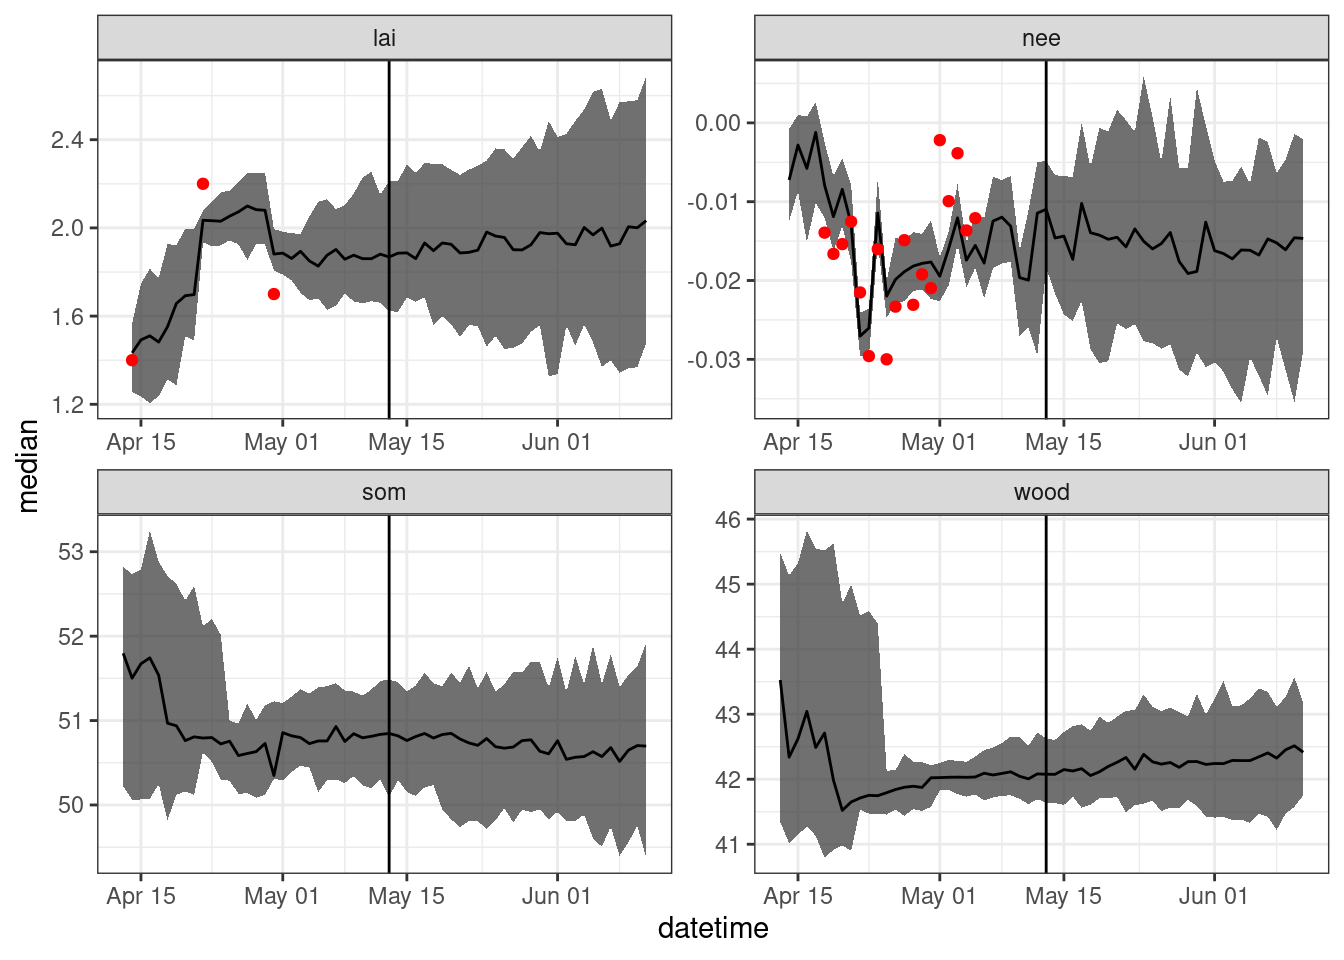 lai
nee
2.4
2.0
1.6
1.2
0.00
-0.01
-0.02
-0.03
Apr 15 May 01 May 15 Jun 01
Apr 15 May 01 May 15 Jun 01
median
som
wood
53
52
51
50
46
45
44
43
42
41
Apr 15 May 01 May 15 Jun 01
Apr 15 May 01 May 15 Jun 01
datetime